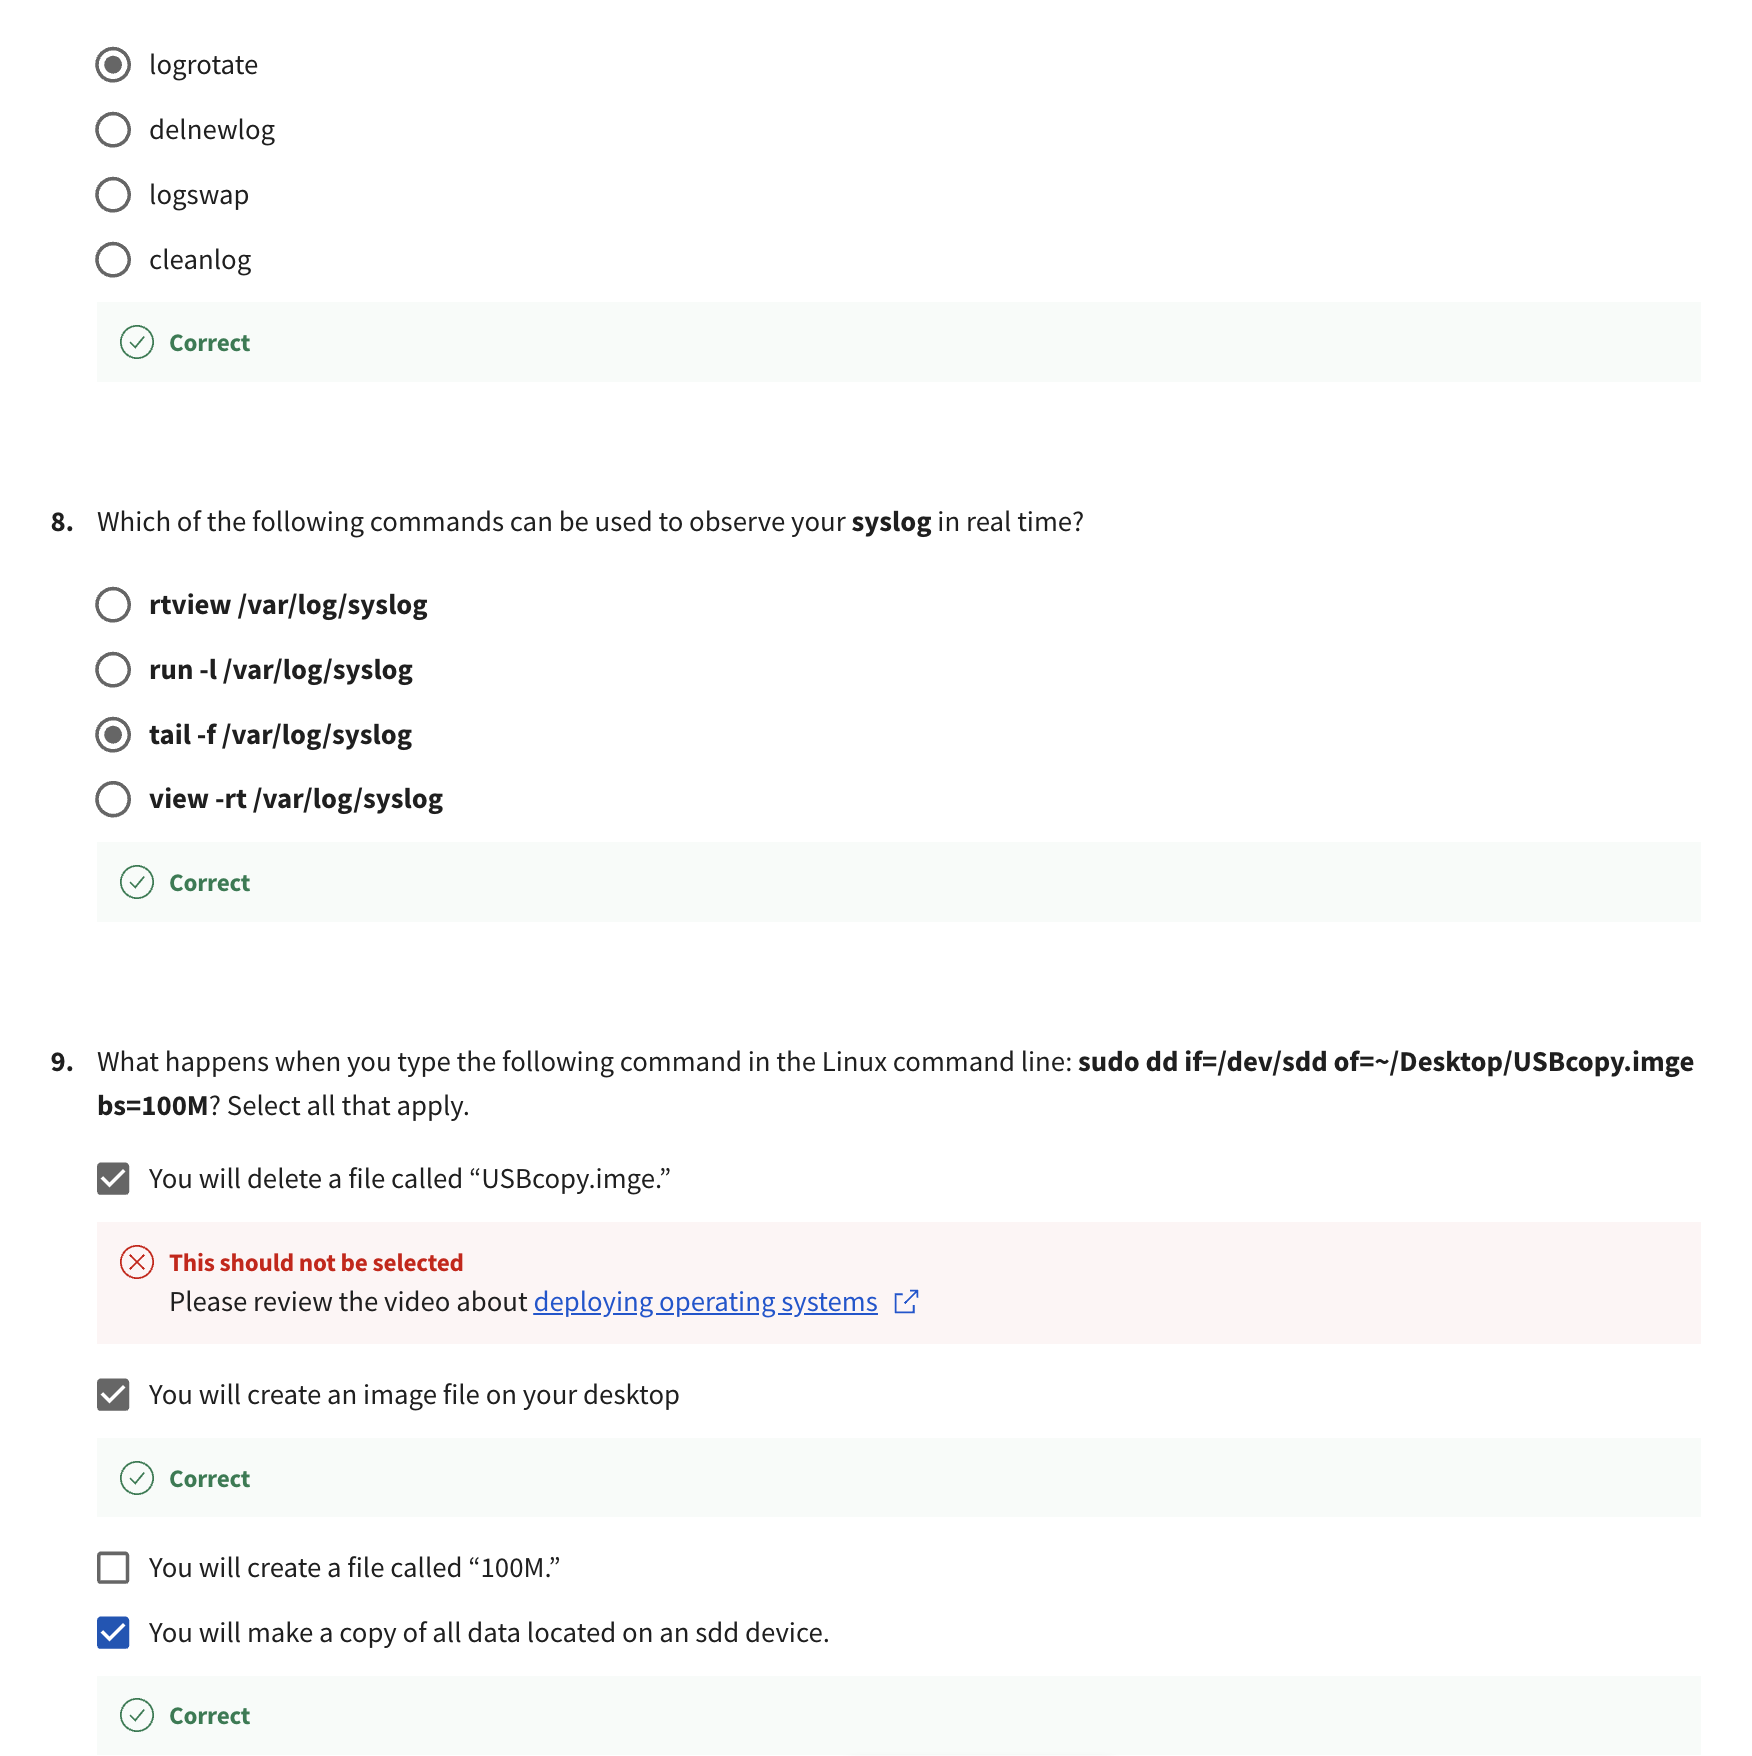 logrotate
delnewlog
logswap
cleanlog
Correct
8. Which of the following commands can be used to observe your syslog in real time?
rtview /var/log/syslog
run -l /var/log/syslog
tail -f /var/log/syslog
view -rt /var/log/syslog
Correct
9. What happens when you type the following command in the Linux command line: sudo dd if=/dev/sdd of=~/Desktop/USBcopy.imge
bs=100M? Select all that apply.
You will delete a file called “USBcopy.imge.”
This should not be selected
Please review the video about deploying operating systems
You will create an image file on your desktop
Correct
You will create a file called “100M.”
You will make a copy of all data located on an sdd device.
Correct